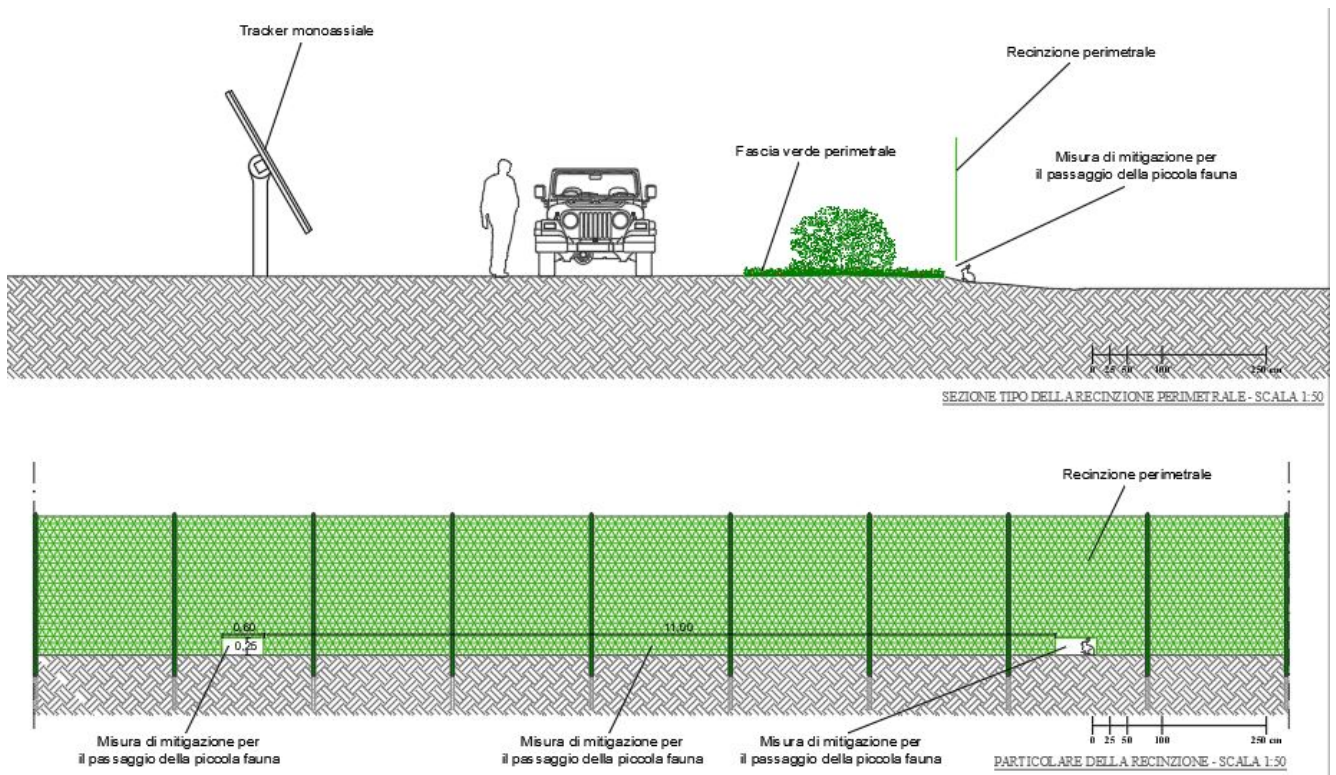 Tracker monoassiale
Recinzione perimetrale
Fascia verde perimetrale
Misura di mitigazione per
il passaggio della piccola fauna
0 25 50 100 250 cm
SEZIONE TIPO DELLA RECINZIONE PERIMETRALE - SCALA 1:50
Recinzione perimetrale
0,60
11,00
0,25
Misura di mitigazione per
il passaggio della piccola fauna
Misura di mitigazione per
il passaggio della piccola fauna
Misura di mitigazione per
il passaggio della piccola fauna
0 25 50 100 250 cm
PARTICOLARE DELLA RECINZIONE - SCALA 1:50